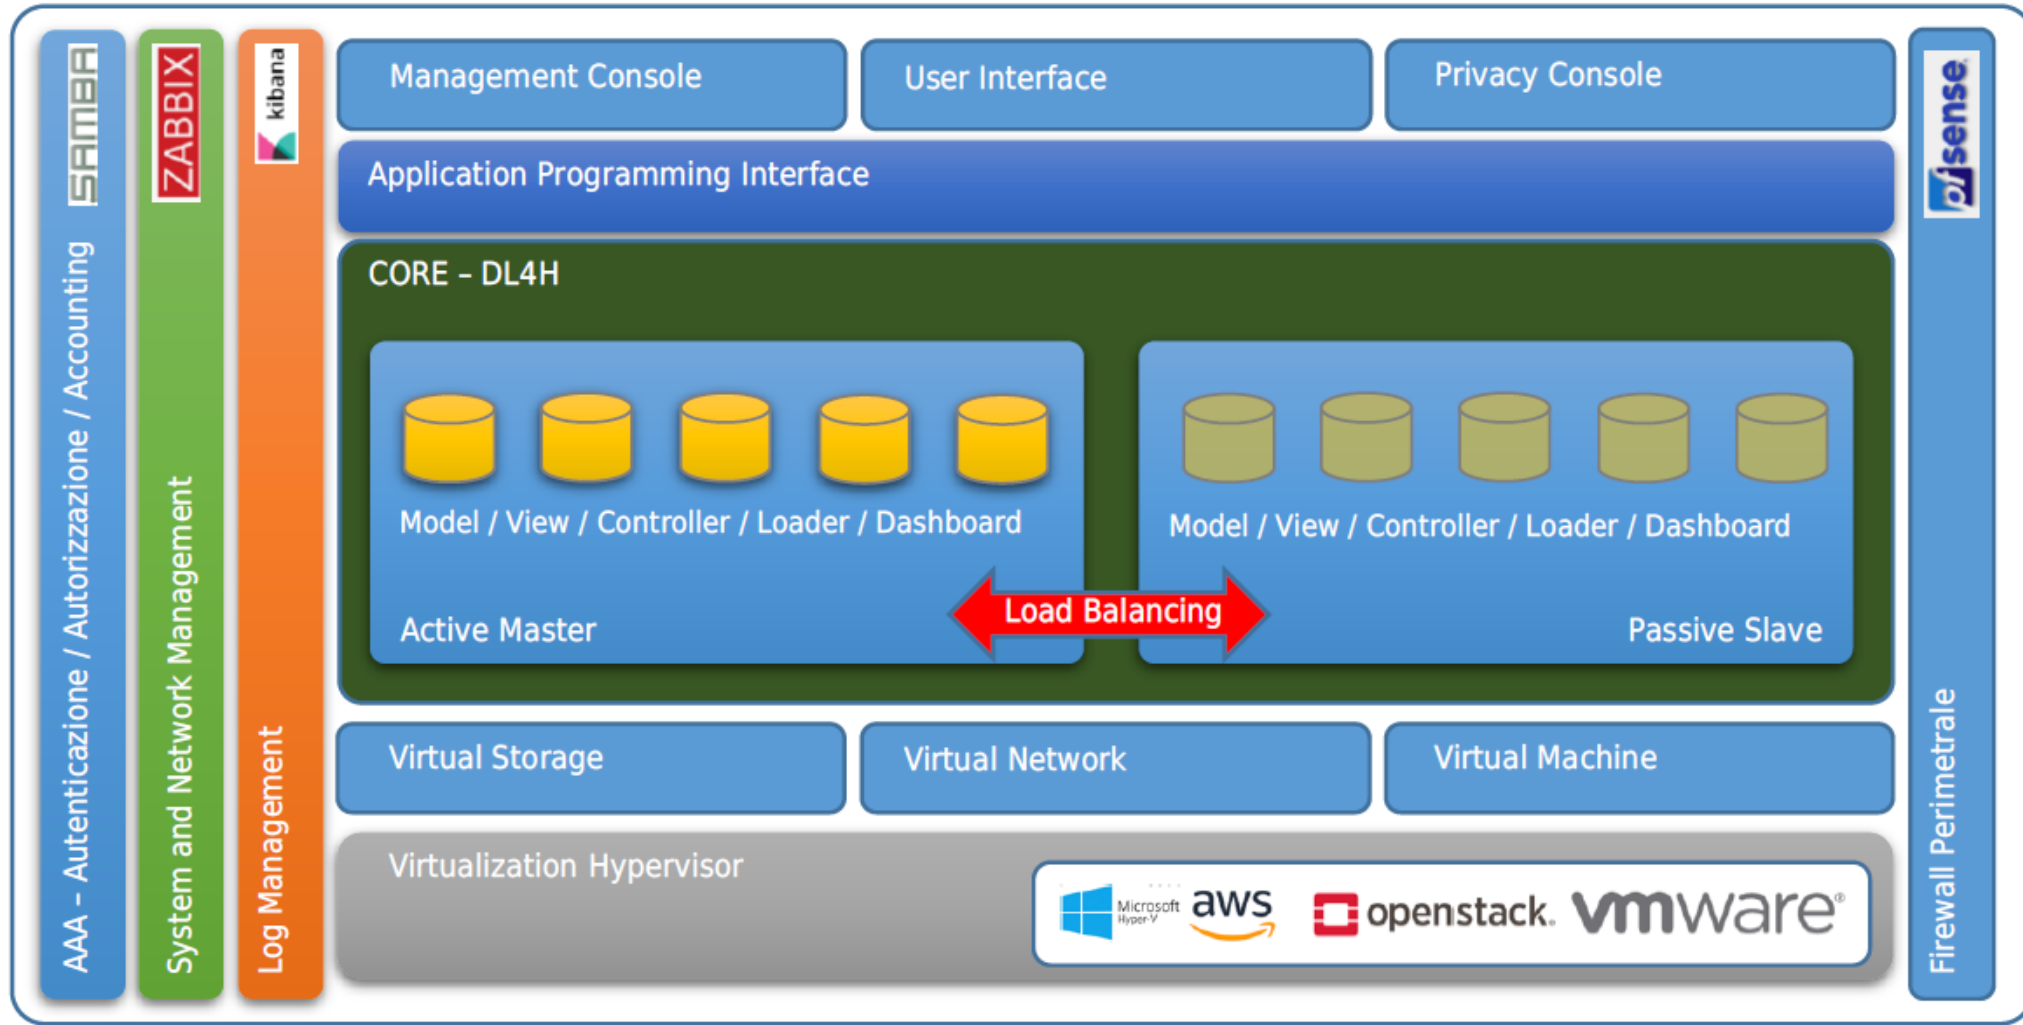 SAMBA
AAA – Autenticazione / Autorizzazione / Accounting
ZABBIX
System and Network Management
kibana
Log Management
Management Console
User Interface
Privacy Console
Application Programming Interface
CORE – DL4H
Model / View / Controller / Loader / Dashboard
Active Master
Load Balancing
Model / View / Controller / Loader / Dashboard
Passive Slave
Virtual Storage
Virtual Network
Virtual Machine
Virtualization Hypervisor
Microsoft
Hyper-V
aws
openstack.
vmware®
pfsense
Firewall Perimetrale